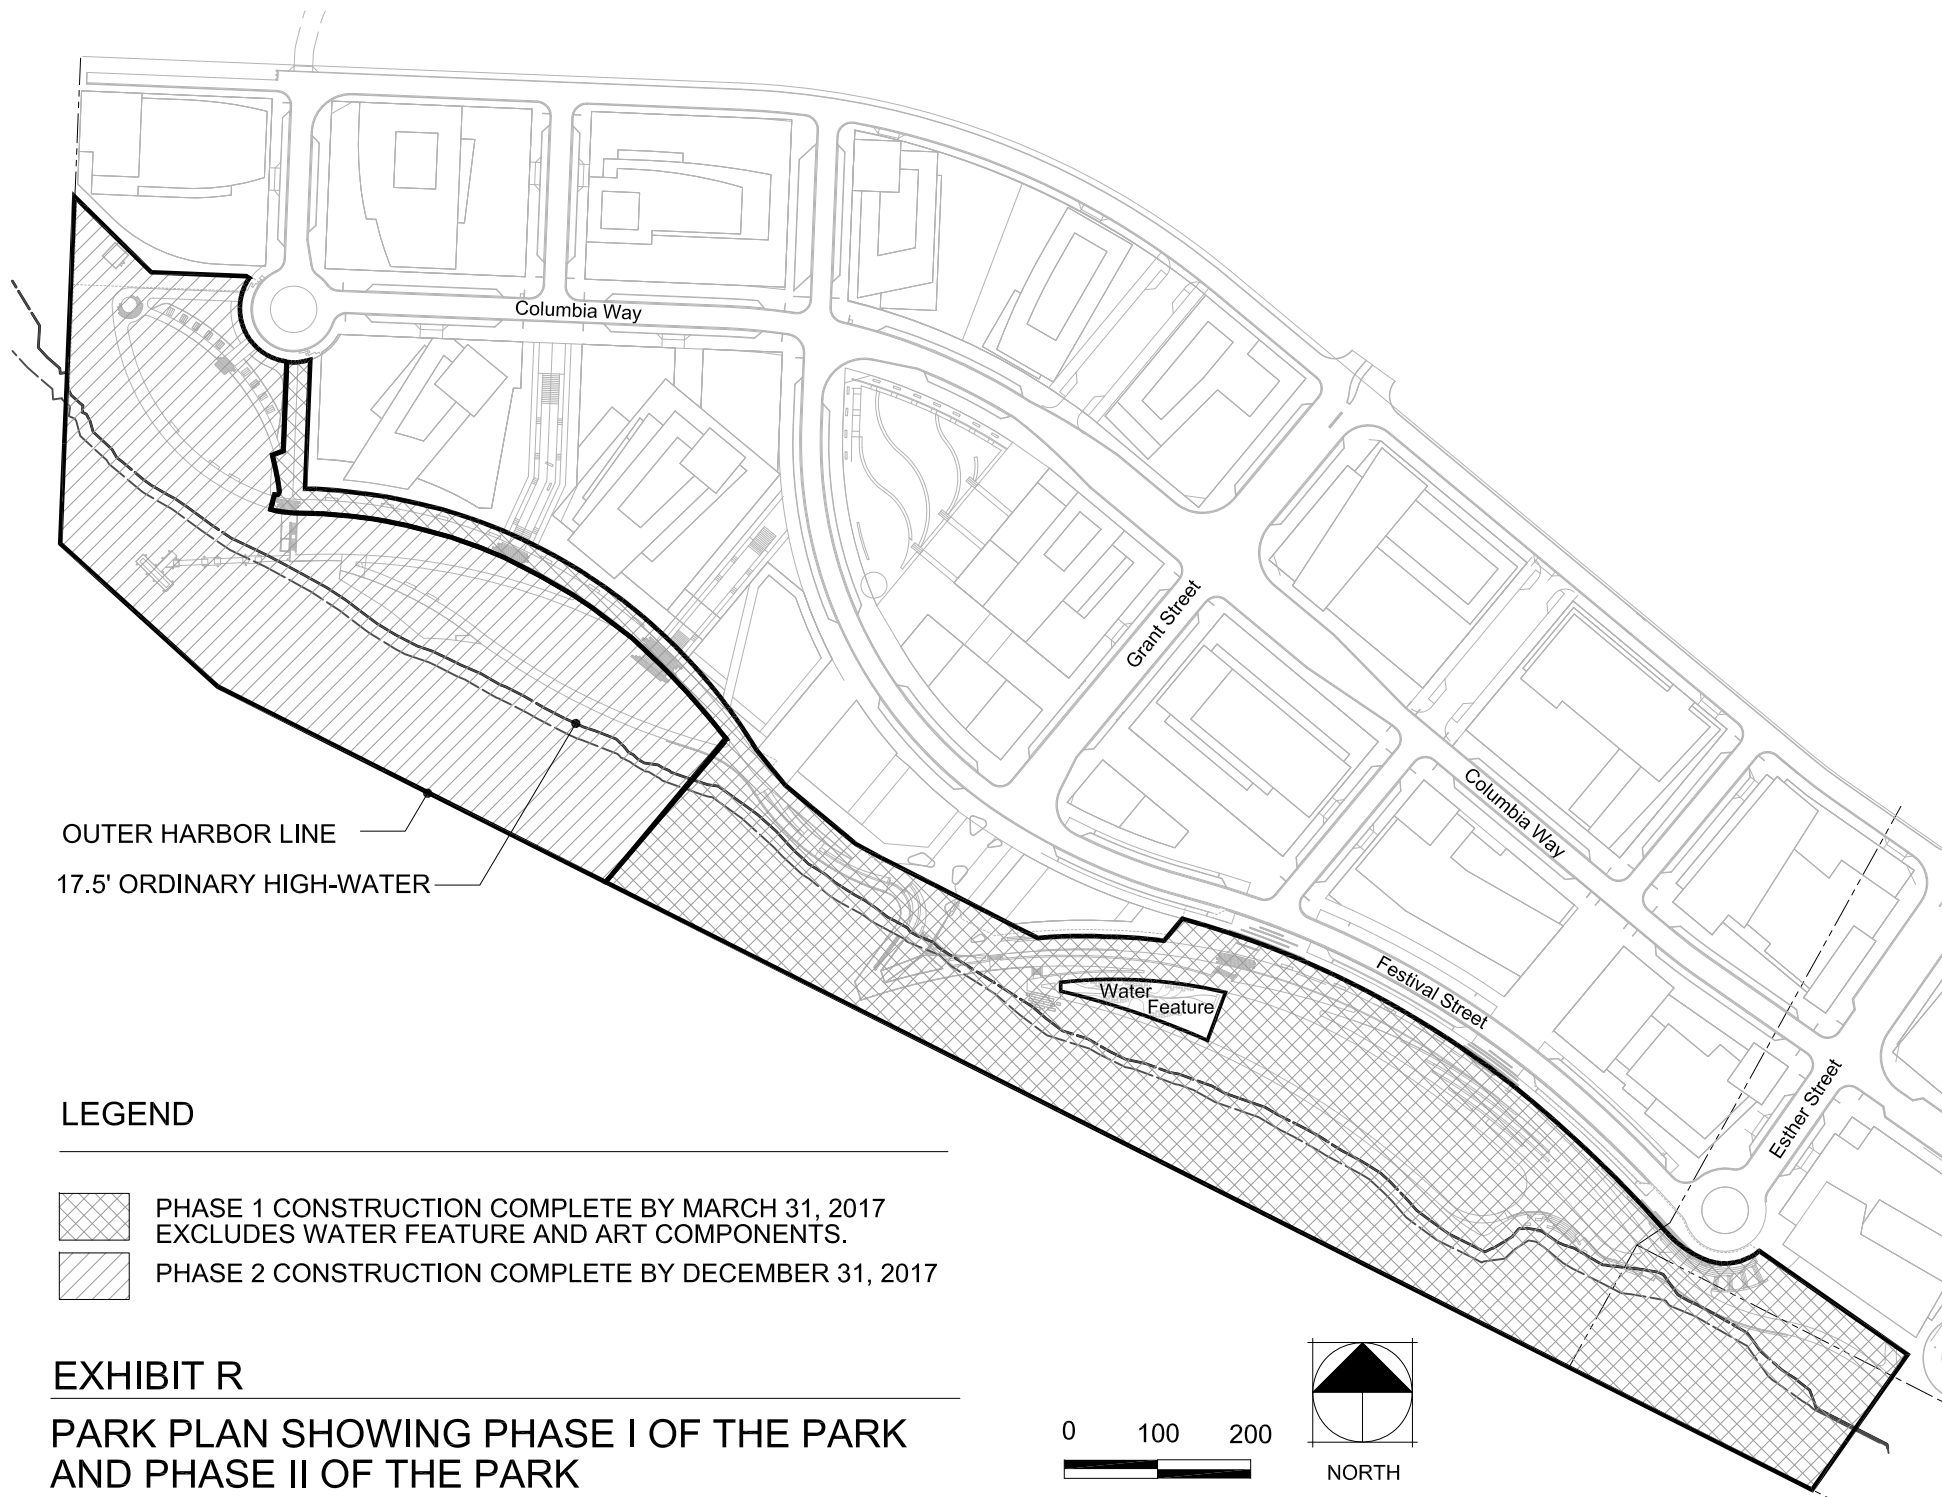 Columbia Way
Grant Street
Columbia Way
OUTER HARBOR LINE
17.5' ORDINARY HIGH-WATER
Festival Street
Water
Feature
Esther Street
LEGEND
PHASE 1 CONSTRUCTION COMPLETE BY MARCH 31, 2017
EXCLUDES WATER FEATURE AND ART COMPONENTS.
PHASE 2 CONSTRUCTION COMPLETE BY DECEMBER 31, 2017
EXHIBIT R
PARK PLAN SHOWING PHASE I OF THE PARK
AND PHASE II OF THE PARK
0 100 200
NORTH